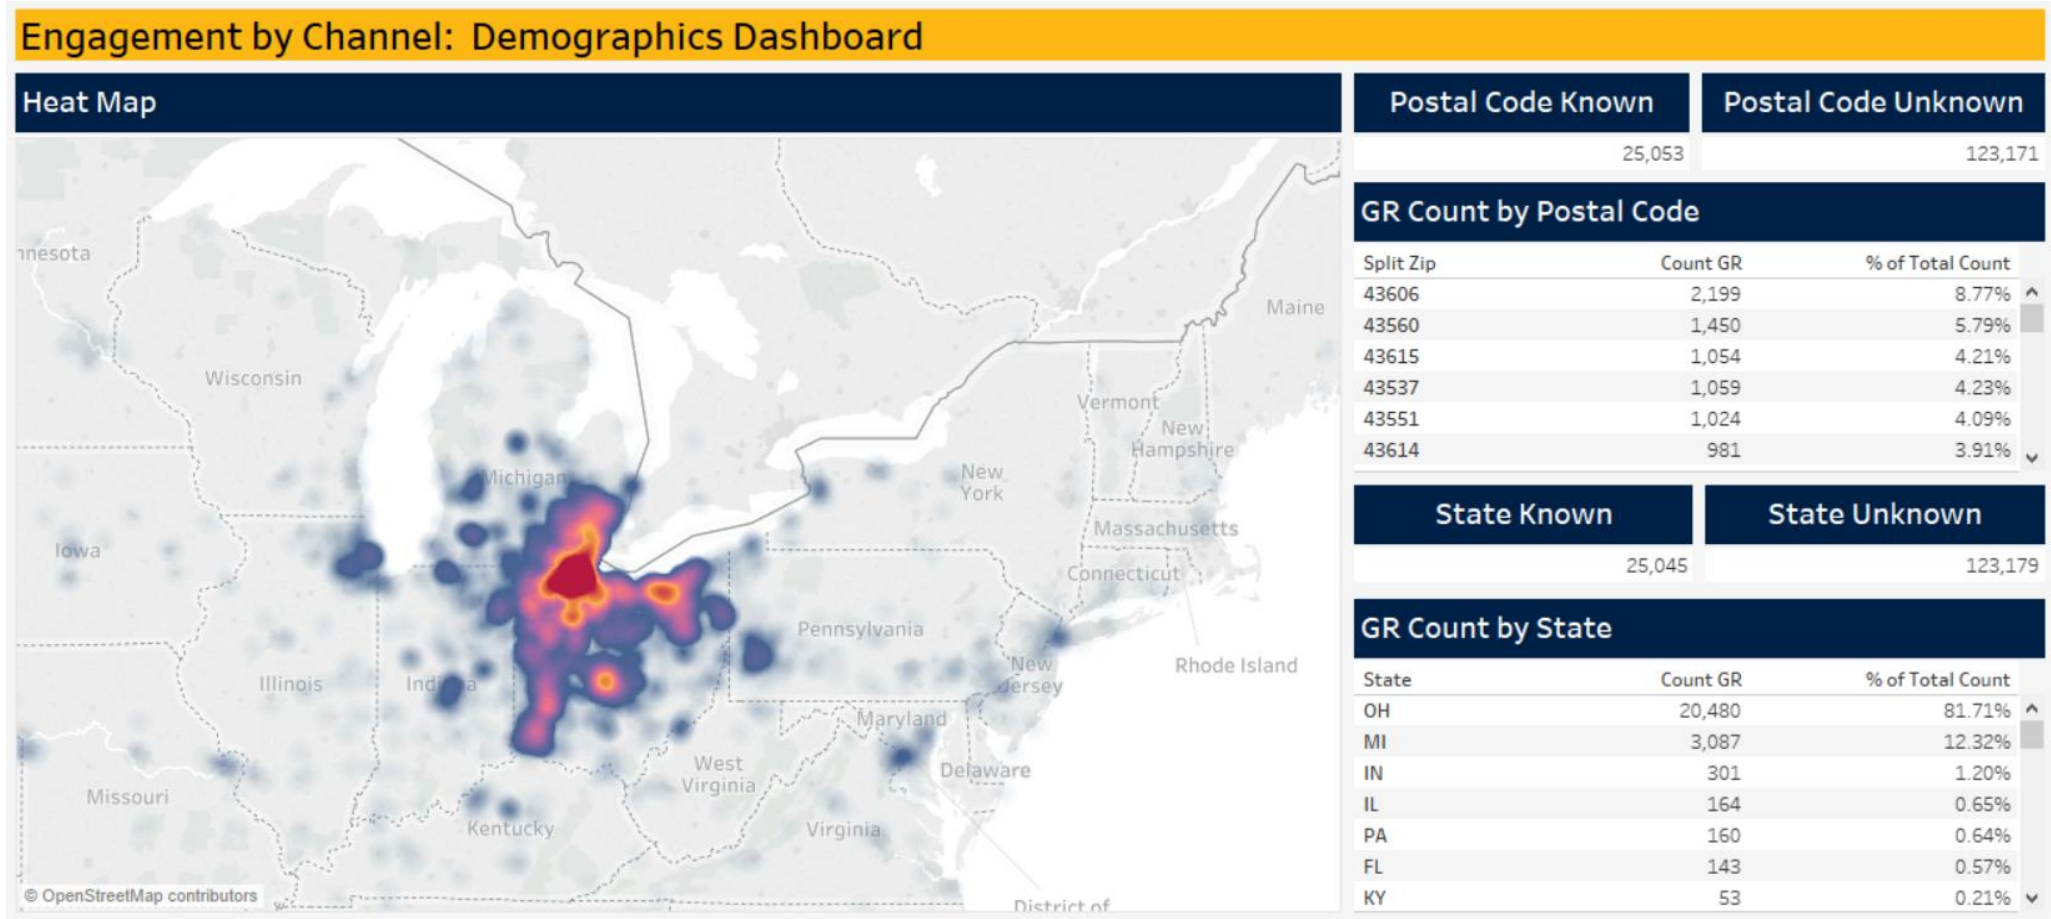 Engagement by Channel: Demographics Dashboard
Heat Map
nnesota
Wisconsin
Michigan
Iowa
Illinois
Indiana
Missouri
Kentucky
West
Virginia
Virginia
Pennsylvania
Maryland
Delaware
District of
New
Jersey
New
York
Connecticut
Rhode Island
Massachusetts
New
Hampshire
Vermont
Maine
© OpenStreetMap contributors
Postal Code Known
25,053
Postal Code Unknown
123,171
GR Count by Postal Code
Split Zip Count GR % of Total Count
43606 2,199 8.77%
43560 1,450 5.79%
43615 1,054 4.21%
43537 1,059 4.23%
43551 1,024 4.09%
43614 981 3.91%
State Known
25,045
State Unknown
123,179
GR Count by State
State Count GR % of Total Count
OH 20,480 81.71%
MI 3,087 12.32%
IN 301 1.20%
IL 164 0.65%
PA 160 0.64%
FL 143 0.57%
KY 53 0.21%